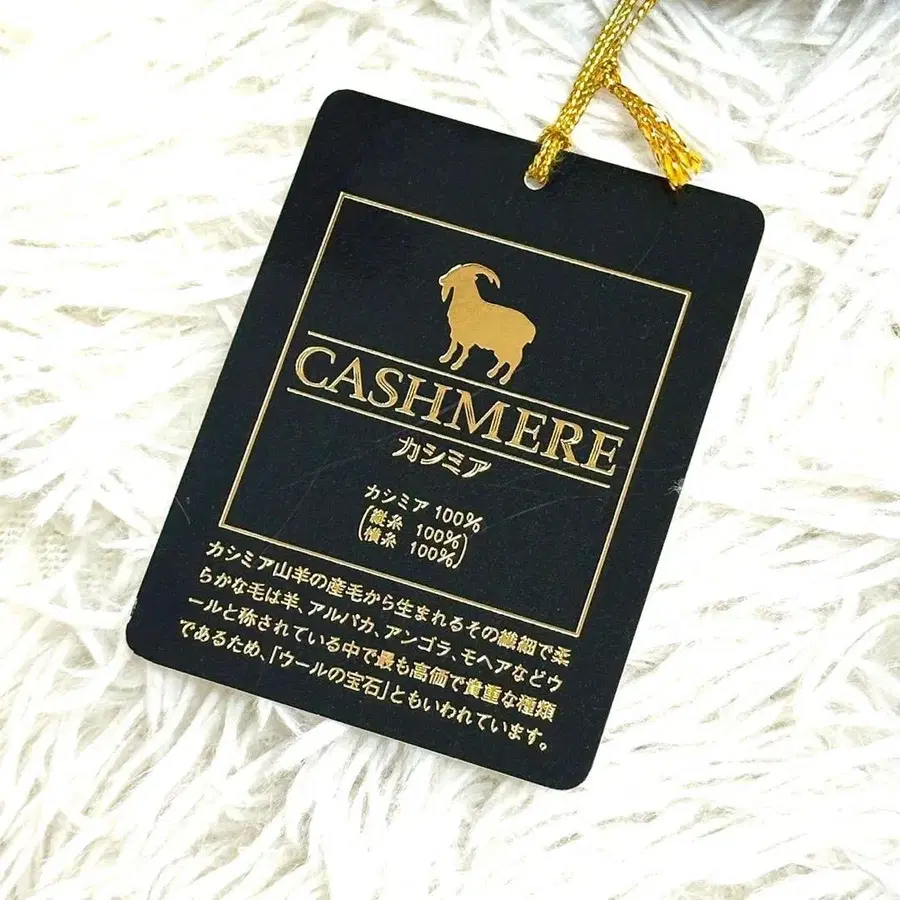 CASHMERE
カシミア
カシミア 100%
縦糸 100%
横糸 100%
カシミア山羊の産毛から生まれるその繊細で柔
らかな毛は羊、アルパカ、アンゴラ、モヘアなどウ
ールと称されている中で最も高価で貴重な種類
であるため、「ウールの宝石」ともいわれています。